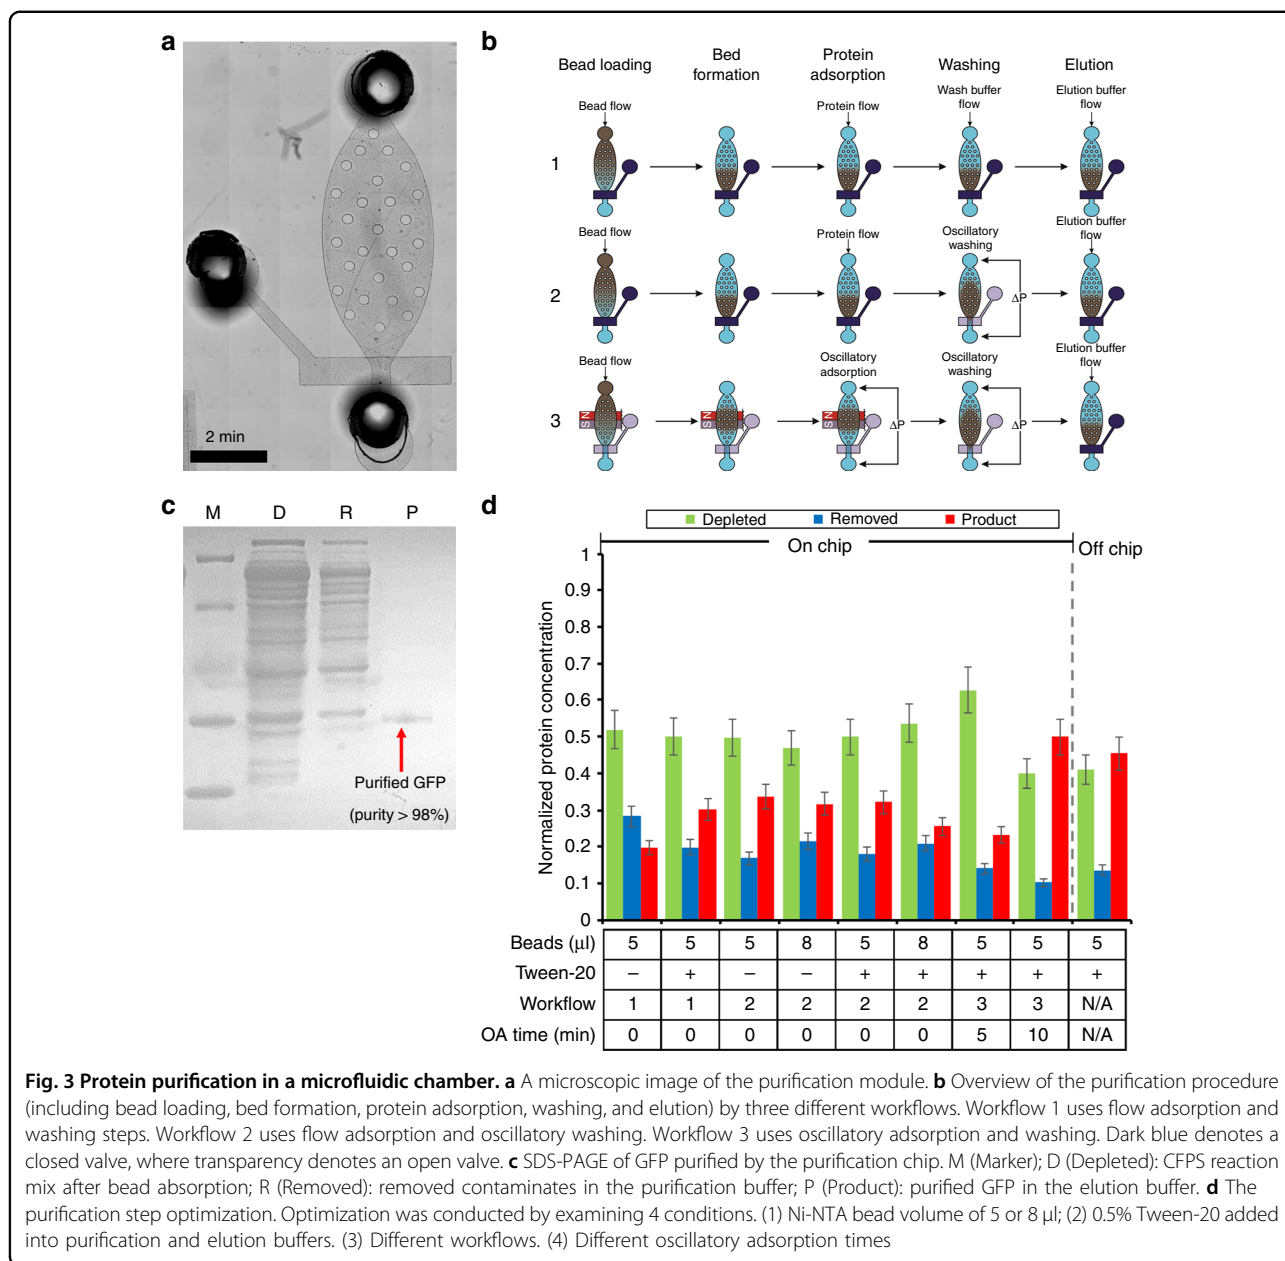 a
2 min
b
Bead loading
Bed formation
Protein adsorption
Washing
Elution
1
Bead flow
Protein flow
Wash buffer flow
Elution buffer flow
2
Bead flow
Protein flow
Oscillatory washing
ΔP
Elution buffer flow
3
Bead flow
S N
S N
Oscillatory adsorption
S N
ΔP
Oscillatory washing
ΔP
Elution buffer flow
c
M D R P
Purified GFP
(purity > 98%)
d
Depleted Removed Product
On chip Off chip
Normalized protein concentration
1
0.9
0.8
0.7
0.6
0.5
0.4
0.3
0.2
0.1
0
Beads (µl) 5 5 5 8 5 8 5 5 5
Tween-20 – + – – + + + + +
Workflow 1 1 2 2 2 2 3 3 N/A
OA time (min) 0 0 0 0 0 0 5 10 N/A
Fig. 3 Protein purification in a microfluidic chamber. a A microscopic image of the purification module. b Overview of the purification procedure
(including bead loading, bed formation, protein adsorption, washing, and elution) by three different workflows. Workflow 1 uses flow adsorption and
washing steps. Workflow 2 uses flow adsorption and oscillatory washing. Workflow 3 uses oscillatory adsorption and washing. Dark blue denotes a
closed valve, where transparency denotes an open valve. c SDS-PAGE of GFP purified by the purification chip. M (Marker); D (Depleted): CFPS reaction
mix after bead absorption; R (Removed): removed contaminates in the purification buffer; P (Product): purified GFP in the elution buffer. d The
purification step optimization. Optimization was conducted by examining 4 conditions. (1) Ni-NTA bead volume of 5 or 8 µl; (2) 0.5% Tween-20 added
into purification and elution buffers. (3) Different workflows. (4) Different oscillatory adsorption times